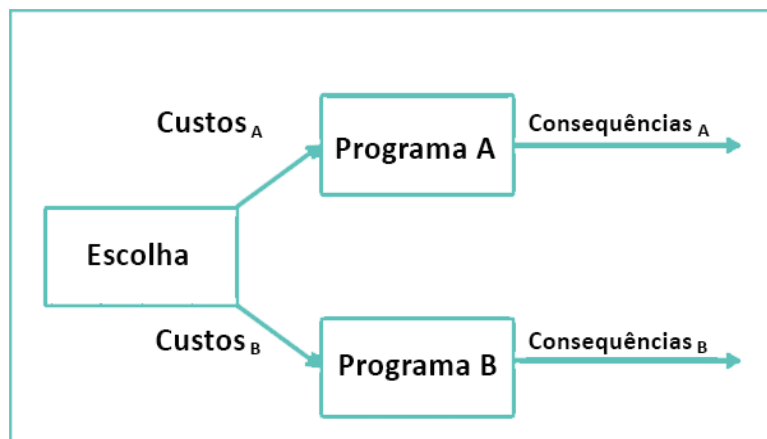 Custos A
Programa A
Consequências A
Escolha
Custos B
Programa B
Consequências B